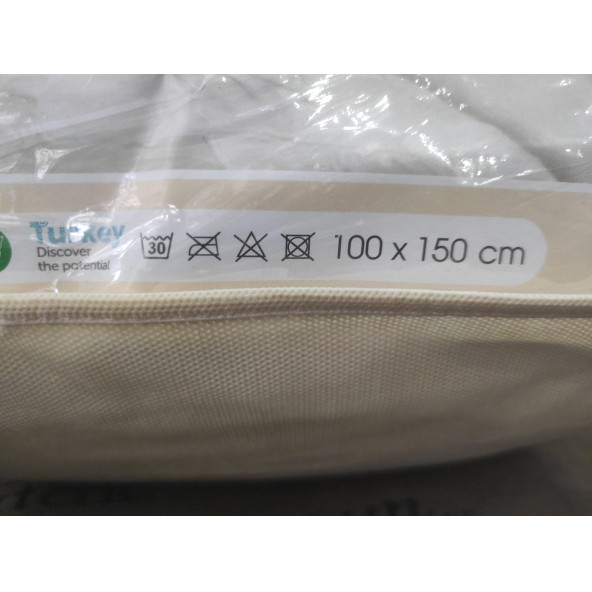 Turkey
Discover
the potential
30
100 x 150 cm